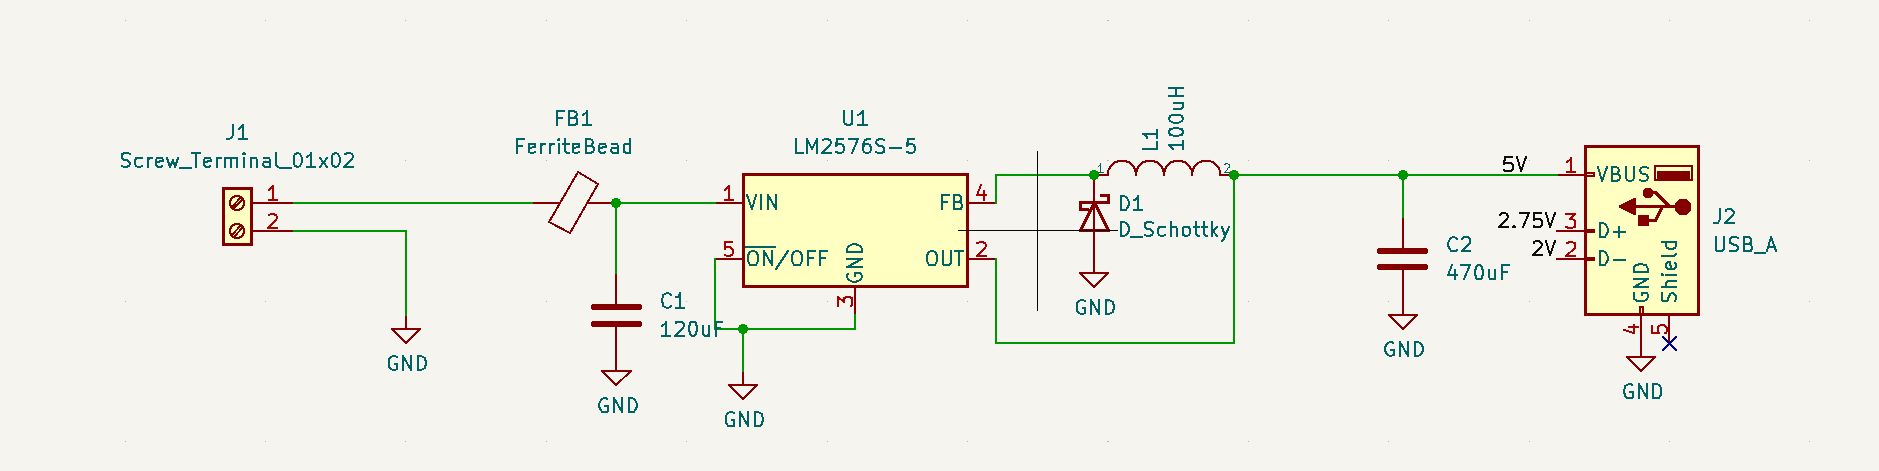 J1
Screw_Terminal_01x02
1
2
GND
FB1
FerriteBead
C1
120uF
GND
U1
LM2576S-5
1
VIN
5
ON/OFF
GND
3
FB
4
OUT
2
GND
L1
100uH
1
2
D1
D_Schottky
GND
C2
470uF
GND
5V
2.75V
2V
1
3
2
VBUS
D+
D-
GND
Shield
4
5
J2
USB_A
GND